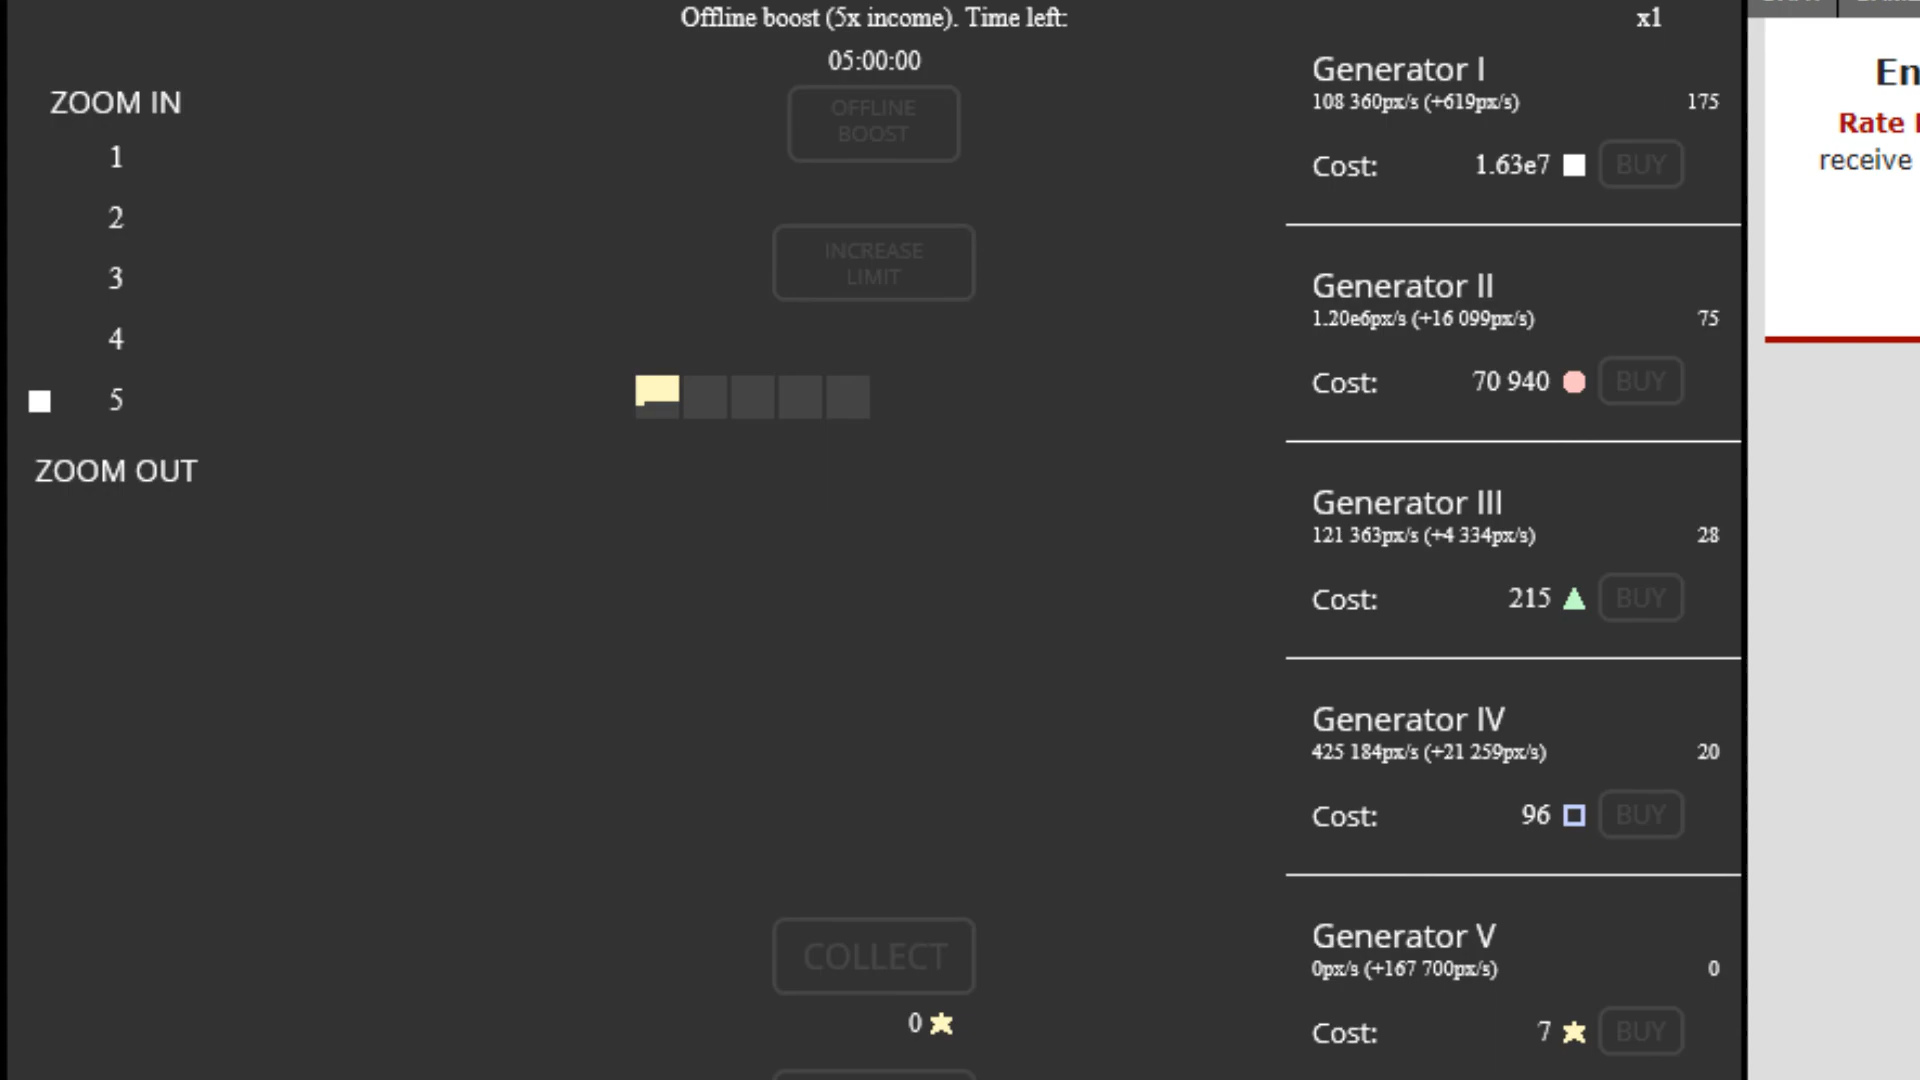 Offline boost (5x income). Time left:
05:00:00
OFFLINE
BOOST
INCREASE
LIMIT
ZOOM IN
1
2
3
4
5
ZOOM OUT
COLLECT
0
x1
Generator I
108 360px/s (+619px/s)
175
Cost: 1.63e7 BUY
Generator II
1.20e6px/s (+16 099px/s)
75
Cost: 70 940 BUY
Generator III
121 363px/s (+4 334px/s)
28
Cost: 215 BUY
Generator IV
425 184px/s (+21 259px/s)
20
Cost: 96 BUY
Generator V
0px/s (+167 700px/s)
0
Cost: 7 BUY
En
Rate
receive